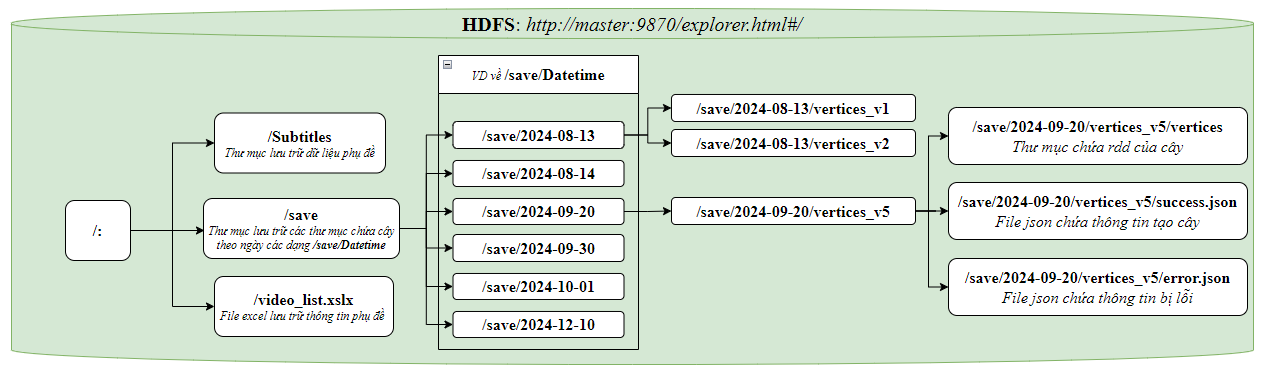 HDFS: http://master:9870/explorer.html#/
/:
/Subtitles
Thư mục lưu trữ dữ liệu phụ đề
/save
Thư mục lưu trữ các thư mục chứa cây
theo ngày các dạng /save/Datetime
/video_list.xslx
File excel lưu trữ thông tin phụ đề
VD về /save/Datetime
/save/2024-08-13
/save/2024-08-14
/save/2024-09-20
/save/2024-09-30
/save/2024-10-01
/save/2024-12-10
/save/2024-08-13/vertices_v1
/save/2024-08-13/vertices_v2
/save/2024-09-20/vertices_v5
/save/2024-09-20/vertices_v5/vertices
Thư mục chứa rdd của cây
/save/2024-09-20/vertices_v5/success.json
File json chứa thông tin tạo cây
/save/2024-09-20/vertices_v5/error.json
File json chứa thông tin bị lỗi